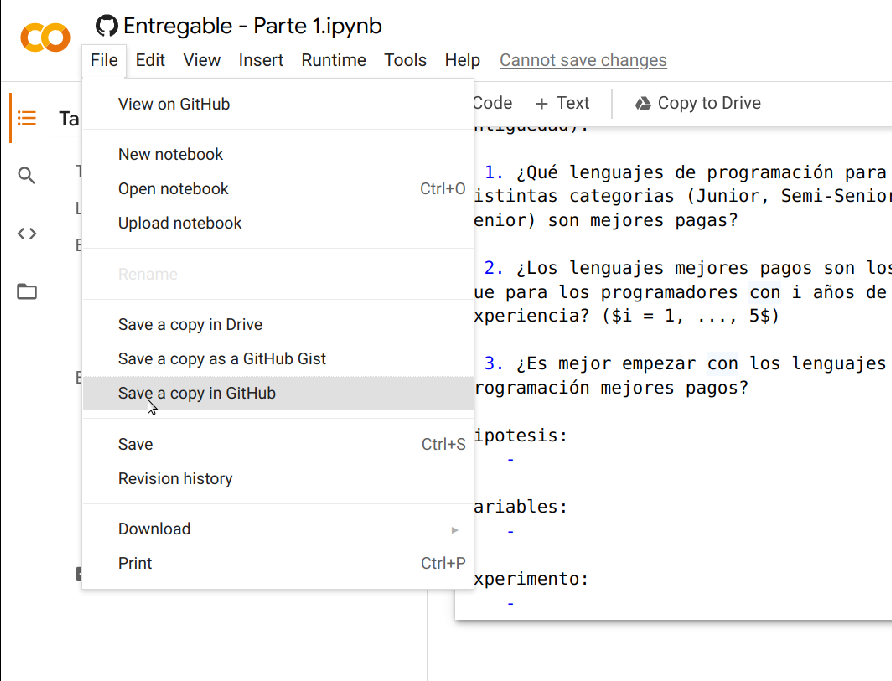 Entregable - Parte 1.ipynb
File Edit View Insert Runtime Tools Help Cannot save changes
Code + Text Copy to Drive
Ta
View on GitHub
New notebook
Open notebook Ctrl+O
Upload notebook
Rename
Save a copy in Drive
Save a copy as a GitHub Gist
Save a copy in GitHub
Save Ctrl+S
Revision history
Download
Print Ctrl+P
ntiguedad):
1. ¿Qué lenguajes de programación para
istintas categorias (Junior, Semi-Senior
enior) son mejores pagas?
2. ¿Los lenguajes mejores pagos son los
ue para los programadores con i años de
xperiencia? ($i = 1, ..., 5$)
3. ¿Es mejor empezar con los lenguajes
rogramación mejores pagos?
ipotesis:
-
ariables:
-
xperimento:
-